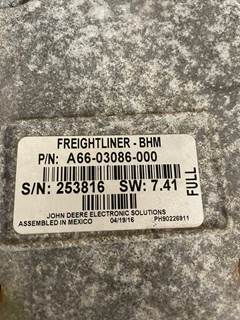 FREIGHTLINER - BHM
P/N: A66-03086-000
S/N: 253816 SW: 7.41
FULL
JOHN DEERE ELECTRONIC SOLUTIONS
ASSEMBLED IN MEXICO 04/19/16 PH90226911